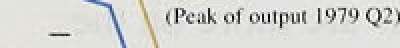 (Peak of output 1979 Q2)